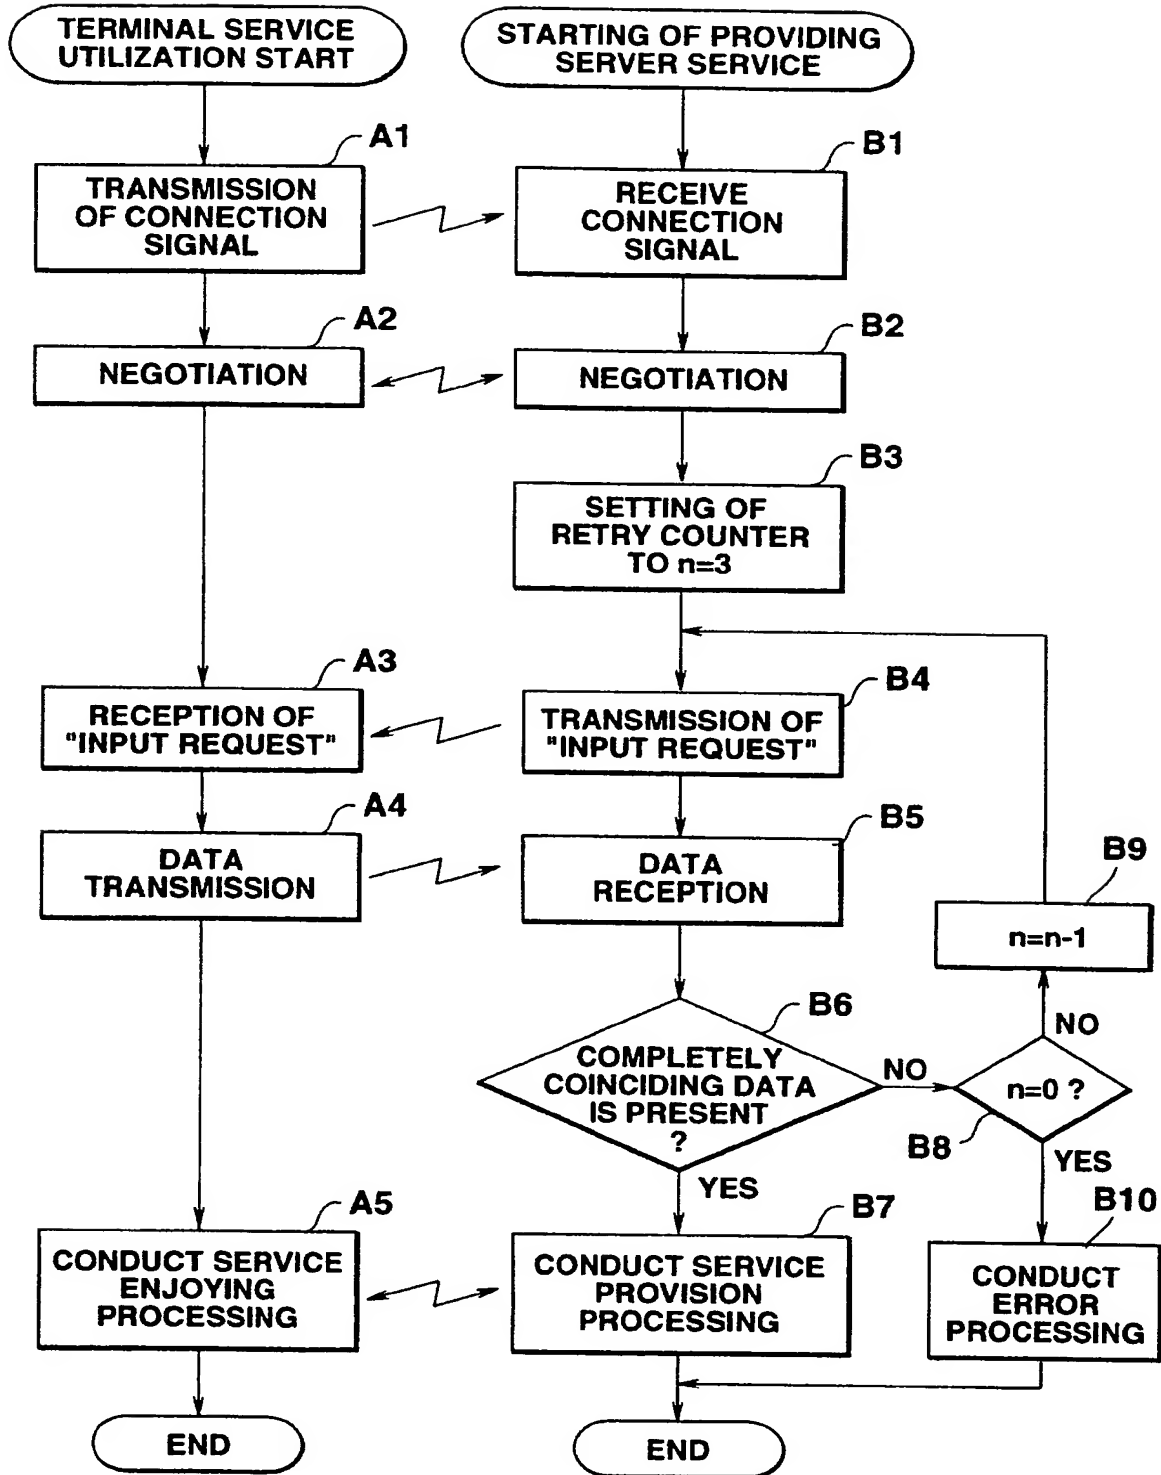 TERMINAL SERVICE
UTILIZATION START
STARTING OF PROVIDING
SERVER SERVICE
A1
TRANSMISSION
OF CONNECTION
SIGNAL
B1
RECEIVE
CONNECTION
SIGNAL
A2
NEGOTIATION
B2
NEGOTIATION
B3
SETTING OF
RETRY COUNTER
TO n=3
A3
RECEPTION OF
"INPUT REQUEST"
B4
TRANSMISSION OF
"INPUT REQUEST"
A4
DATA
TRANSMISSION
B5
DATA
RECEPTION
B9
n=n-1
B6
COMPLETELY
COINCIDING DATA
IS PRESENT
?
NO
NO
n=0 ?
B8
YES
YES
A5
CONDUCT SERVICE
ENJOYING
PROCESSING
B7
CONDUCT SERVICE
PROVISION
PROCESSING
B10
CONDUCT
ERROR
PROCESSING
END
END